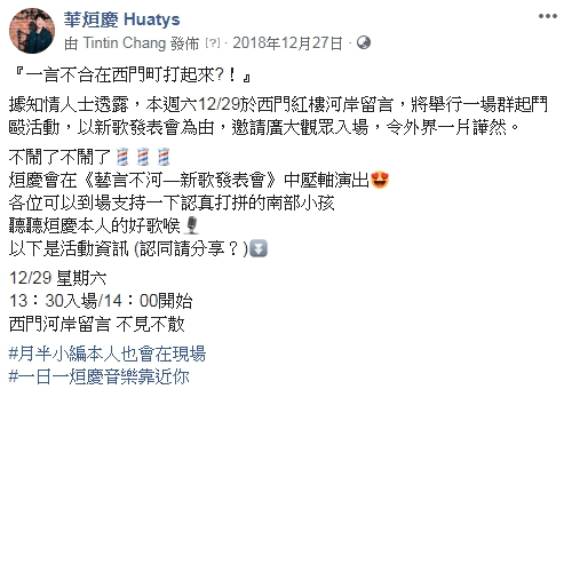 華烜慶 Huatys
由 Tintin Chang 發佈 [?] · 2018年12月27日 ·
『一言不合在西門町打起來?！』
據知情人士透露，本週六12/29於西門紅樓河岸留言，將舉行一場群起鬥
毆活動，以新歌發表會為由，邀請廣大觀眾入場，令外界一片譁然。
不鬧了不鬧了💈💈💈
烜慶會在《藝言不河—新歌發表會》中壓軸演出😍
各位可以到場支持一下認真打拼的南部小孩
聽聽烜慶本人的好歌喉🎙
以下是活動資訊 (認同請分享？)⏬
12/29 星期六
13：30入場/14：00開始
西門河岸留言 不見不散
#月半小編本人也會在現場
#一日一烜慶音樂靠近你